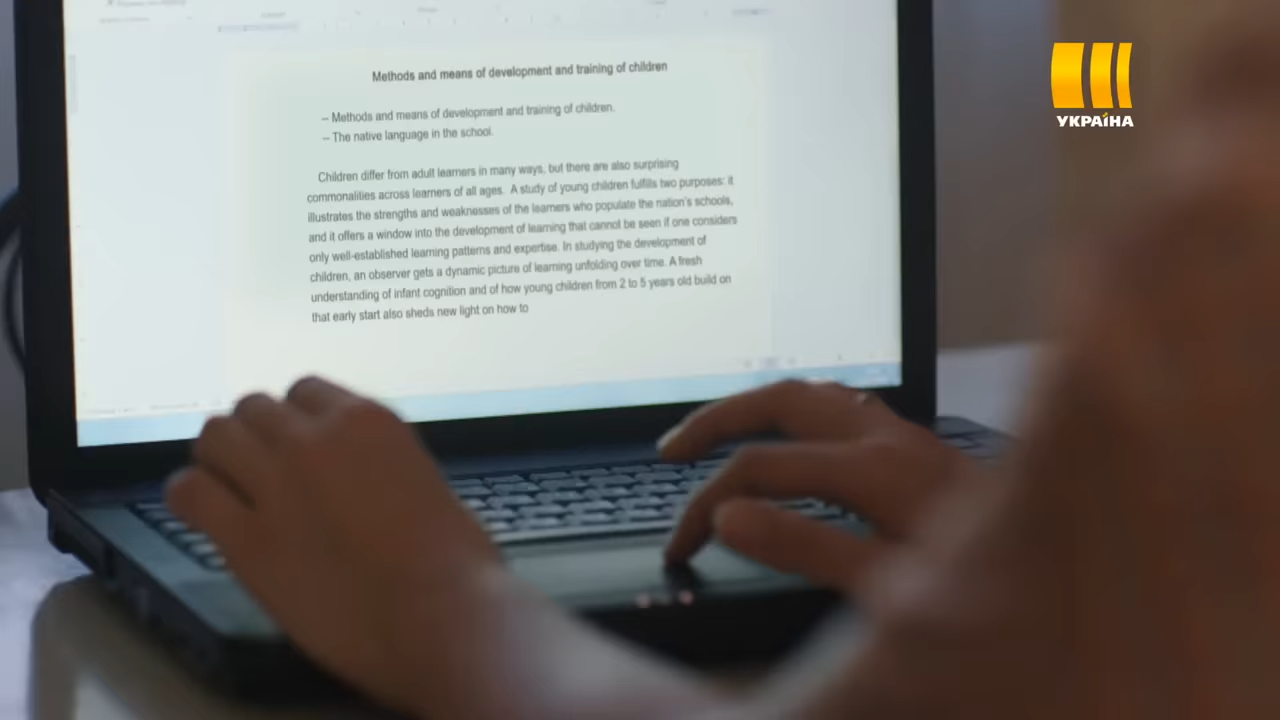 Methods and means of development and training of children
– Methods and means of development and training of children.
– The native language in the school.
Children differ from adult learners in many ways, but there are also surprising
commonalities across learners of all ages. A study of young children fulfills two purposes: it
illustrates the strengths and weaknesses of the learners who populate the nation's schools,
and it offers a window into the development of learning that cannot be seen if one considers
only well-established learning patterns and expertise. In studying the development of
children, an observer gets a dynamic picture of learning unfolding over time. A fresh
understanding of infant cognition and of how young children from 2 to 5 years old build on
that early start also sheds new light on how to
УКРАЇНА